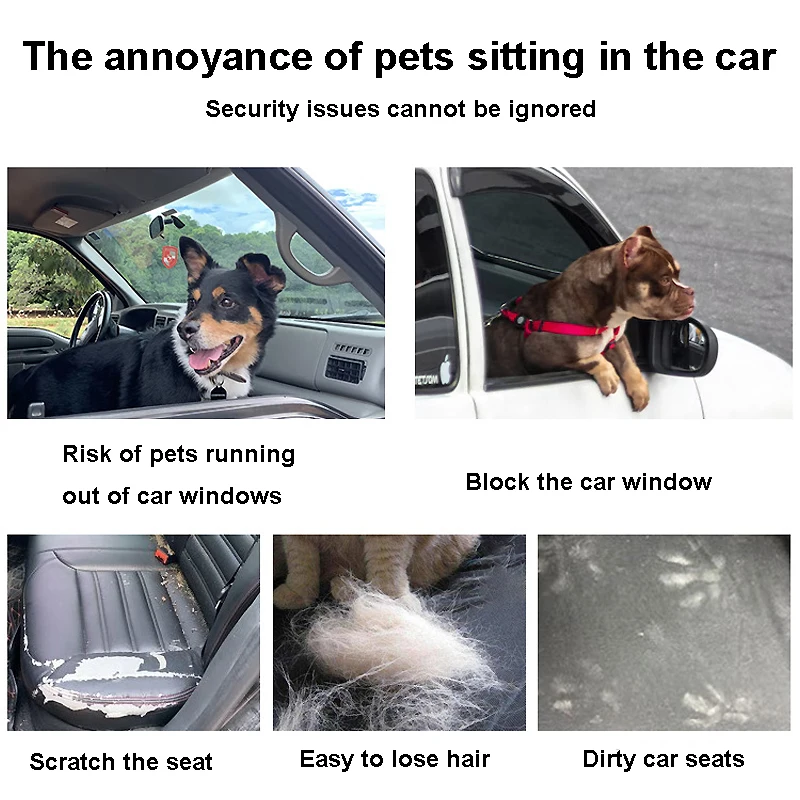 The annoyance of pets sitting in the car
Security issues cannot be ignored
Risk of pets running
out of car windows
Block the car window
Scratch the seat
Easy to lose hair
Dirty car seats